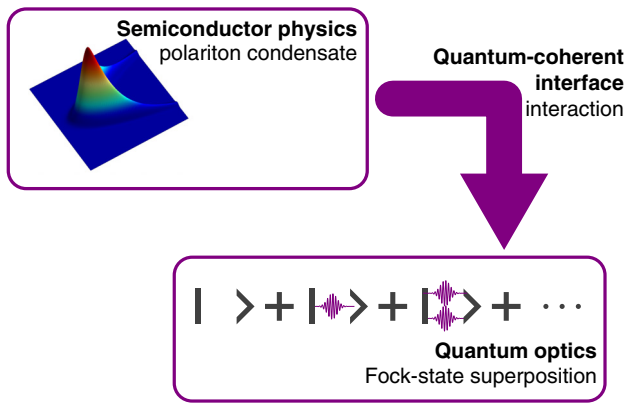 Semiconductor physics
polariton condensate
Quantum-coherent
interface
interaction
| > + | > + | > + · · ·
Quantum optics
Fock-state superposition